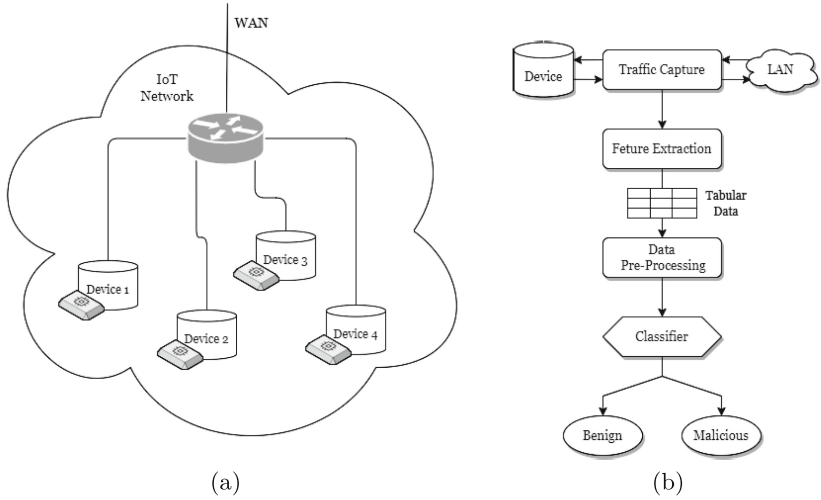 WAN
IoT
Network
Device 1
Device 2
Device 3
Device 4
(a)
Device
Traffic Capture
LAN
Feture Extraction
Tabular
Data
Data
Pre-Processing
Classifier
Benign
Malicious
(b)